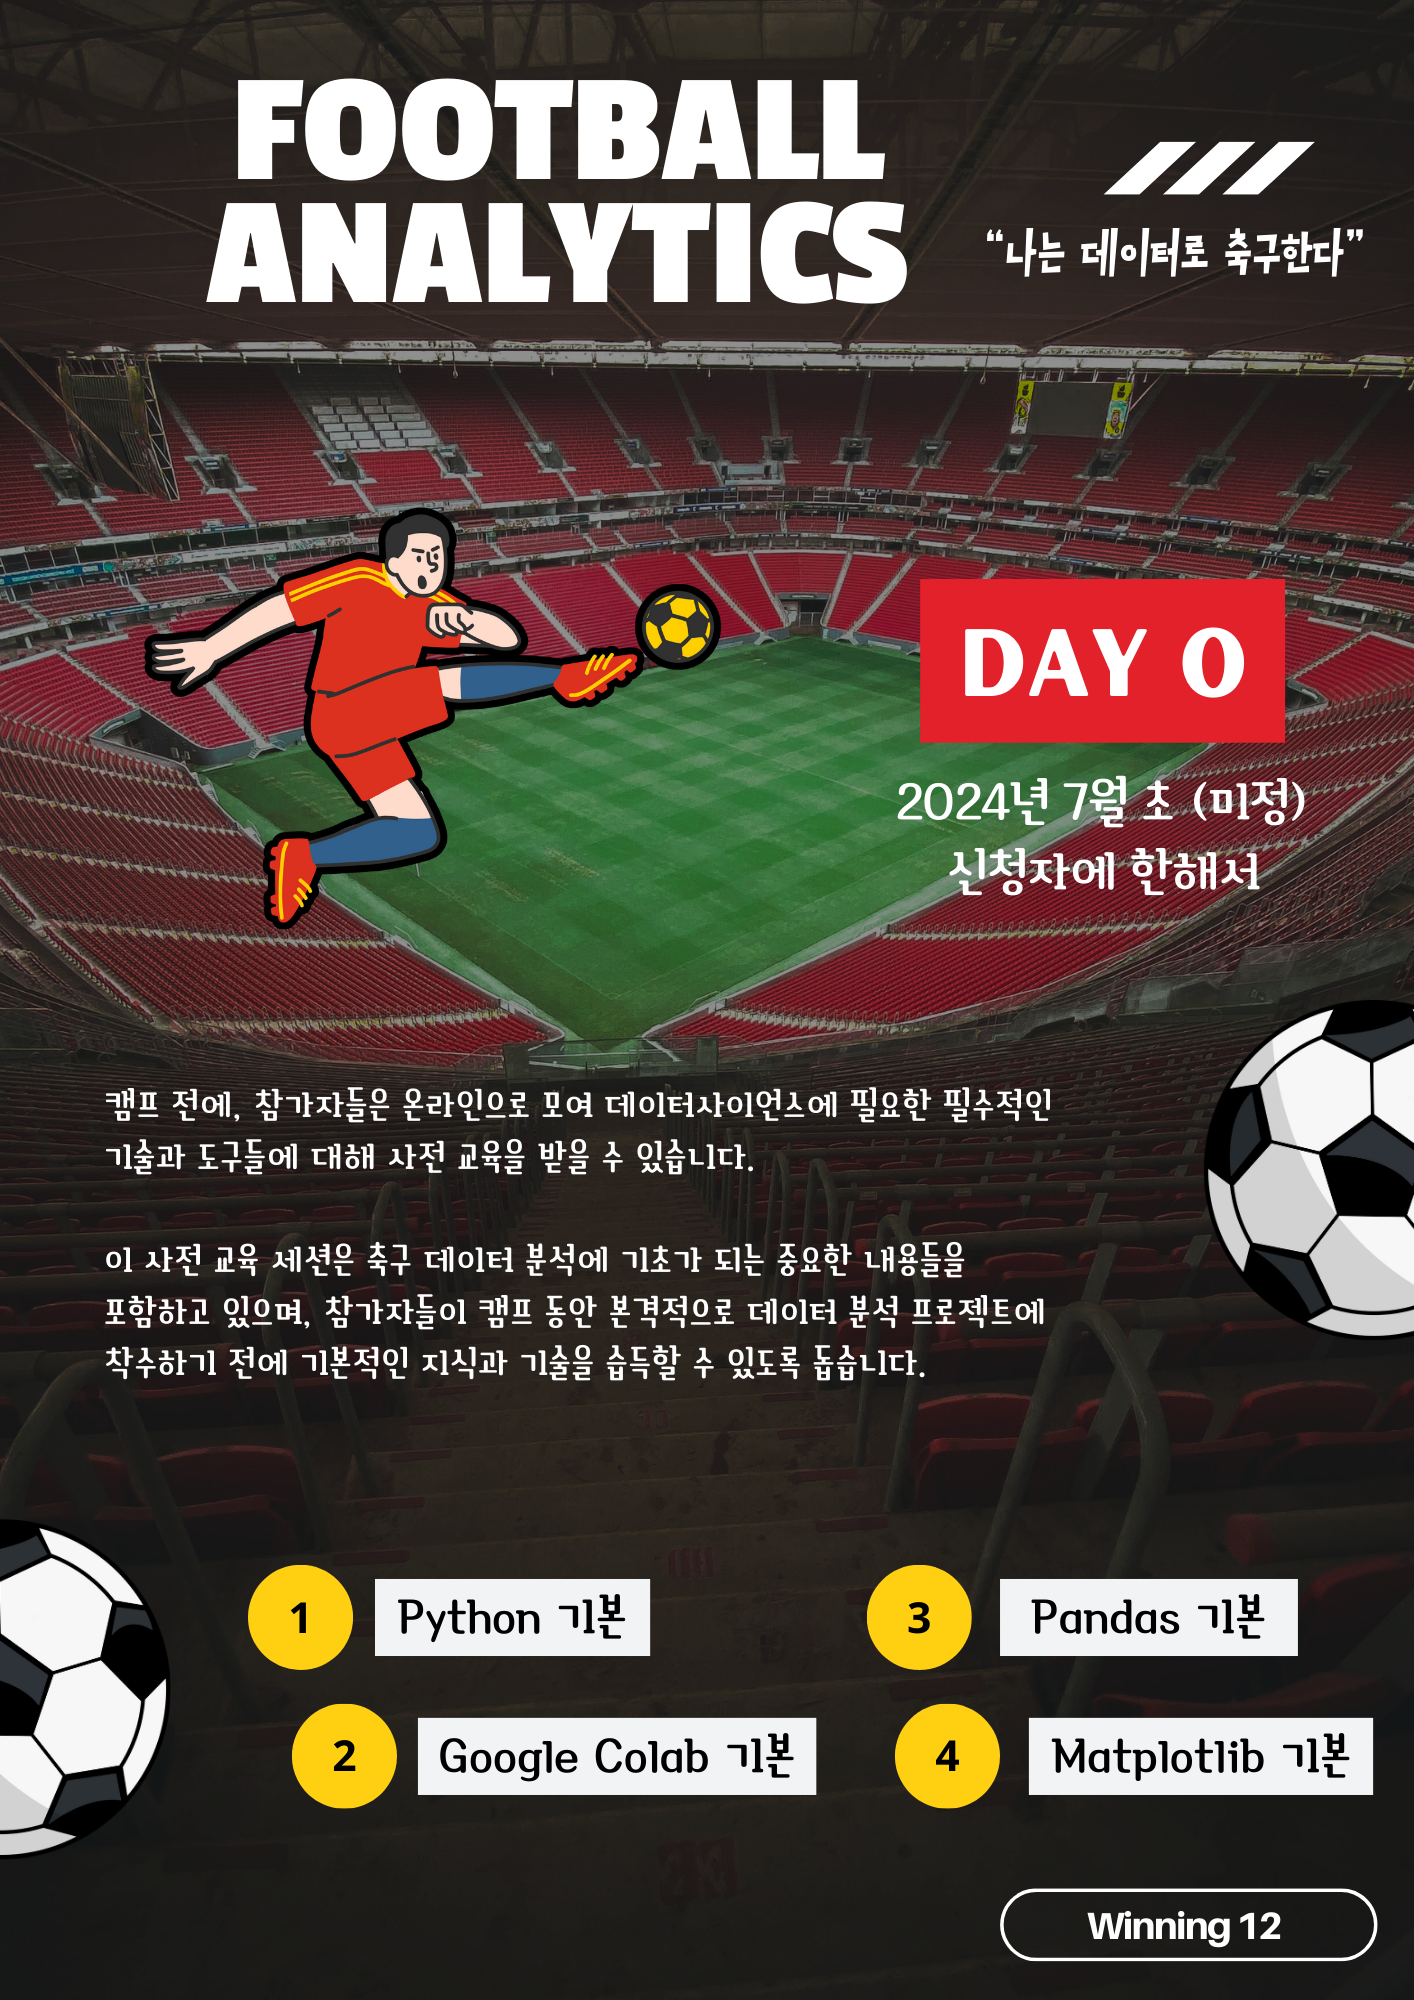 FOOTBALL
ANALYTICS
“나는 데이터로 축구한다”
DAY 0
2024년 7월 초 (미정)
신청자에 한해서
캠프 전에, 참가자들은 온라인으로 모여 데이터사이언스에 필요한 필수적인
기술과 도구들에 대해 사전 교육을 받을 수 있습니다.
이 사전 교육 세션은 축구 데이터 분석에 기초가 되는 중요한 내용들을
포함하고 있으며, 참가자들이 캠프 동안 본격적으로 데이터 분석 프로젝트에
착수하기 전에 기본적인 지식과 기술을 습득할 수 있도록 돕습니다.
1 Python 기본
2 Google Colab 기본
3 Pandas 기본
4 Matplotlib 기본
Winning 12